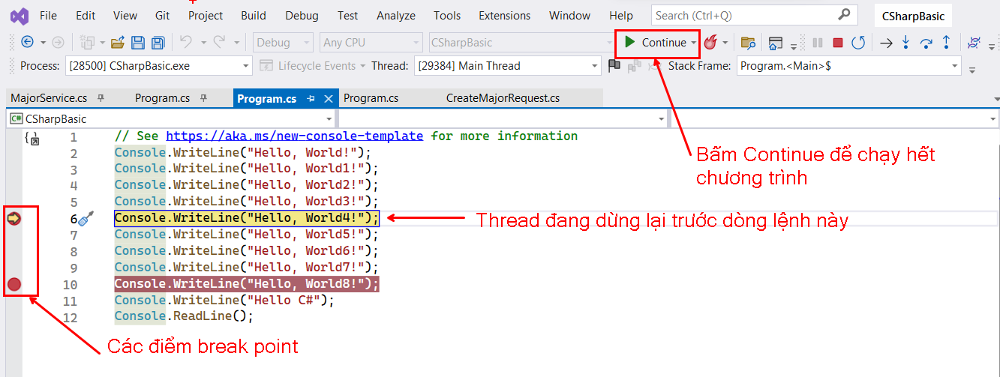 File Edit View Git Project Build Debug Test Analyze Tools Extensions Window Help Search (Ctrl+Q) CSharpBasic
Debug Any CPU CSharpBasic Continue
Process: [28500] CSharpBasic.exe Lifecycle Events Thread: [29384] Main Thread Stack Frame: Program.<Main>$
MajorService.cs Program.cs Program.cs Program.cs CreateMajorRequest.cs
C# CSharpBasic
1 // See https://aka.ms/new-console-template for more information
2 Console.WriteLine("Hello, World!");
3 Console.WriteLine("Hello, World1!");
4 Console.WriteLine("Hello, World2!");
5 Console.WriteLine("Hello, World3!");
6 Console.WriteLine("Hello, World4!");
7 Console.WriteLine("Hello, World5!");
8 Console.WriteLine("Hello, World6!");
9 Console.WriteLine("Hello, World7!");
10 Console.WriteLine("Hello, World8!");
11 Console.WriteLine("Hello C#");
12 Console.ReadLine();
Bấm Continue để chạy hết
chương trình
Thread đang dừng lại trước dòng lệnh này
Các điểm break point